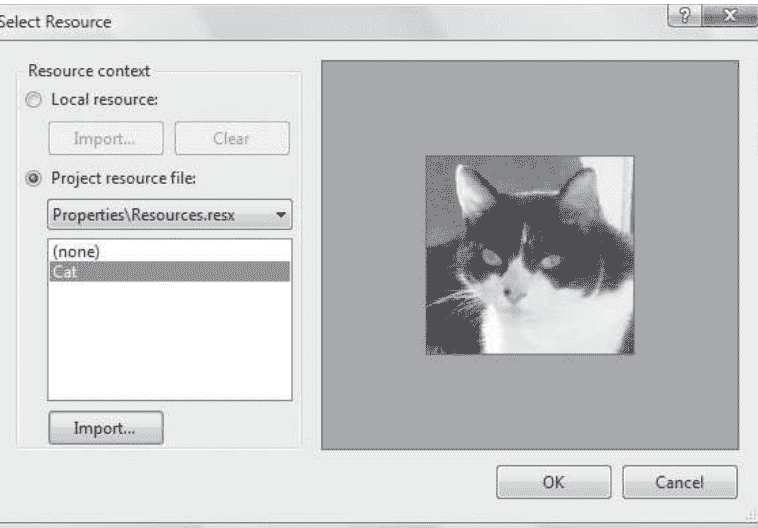 Select Resource
Resource context
Local resource:
Import... Clear
Project resource file:
Properties\Resources.resx
(none)
Cat
Import...
OK Cancel